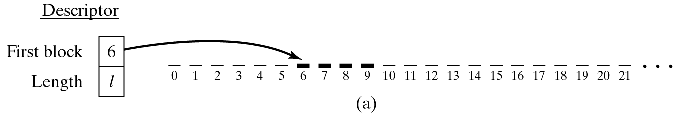 Descriptor
First block 6
Length l
0 1 2 3 4 5 6 7 8 9 10 11 12 13 14 15 16 17 18 19 20 21 . . .
(a)